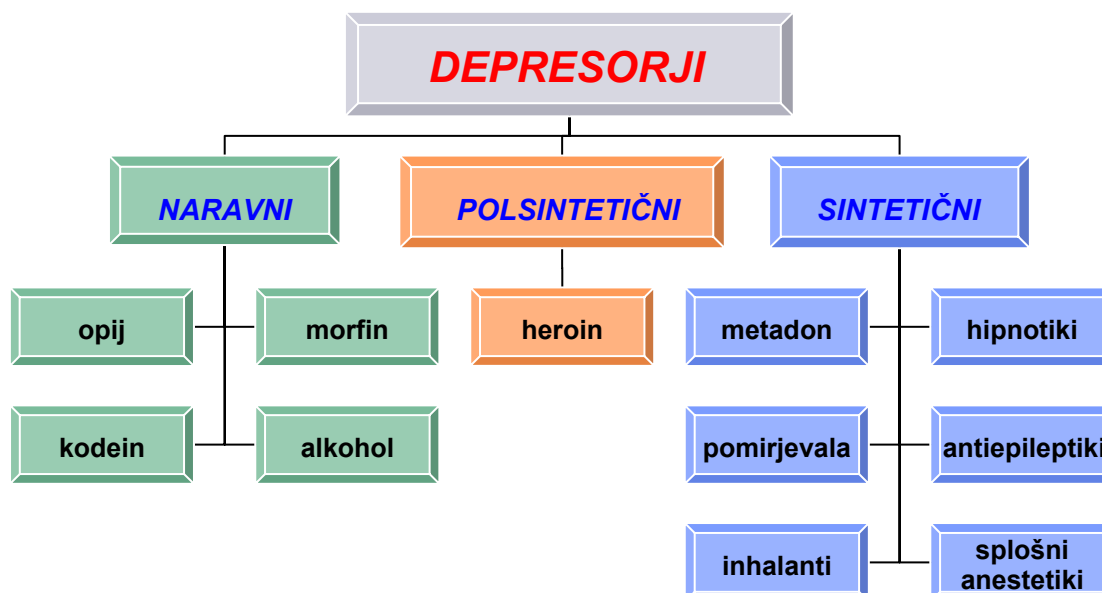 DEPRESORJI
NARAVNI
POLSINTETIČNI
SINTETIČNI
opij
morfin
heroin
metadon
hipnotiki
kodein
alkohol
pomirjevala
antiepileptiki
inhalanti
splošni
anestetiki